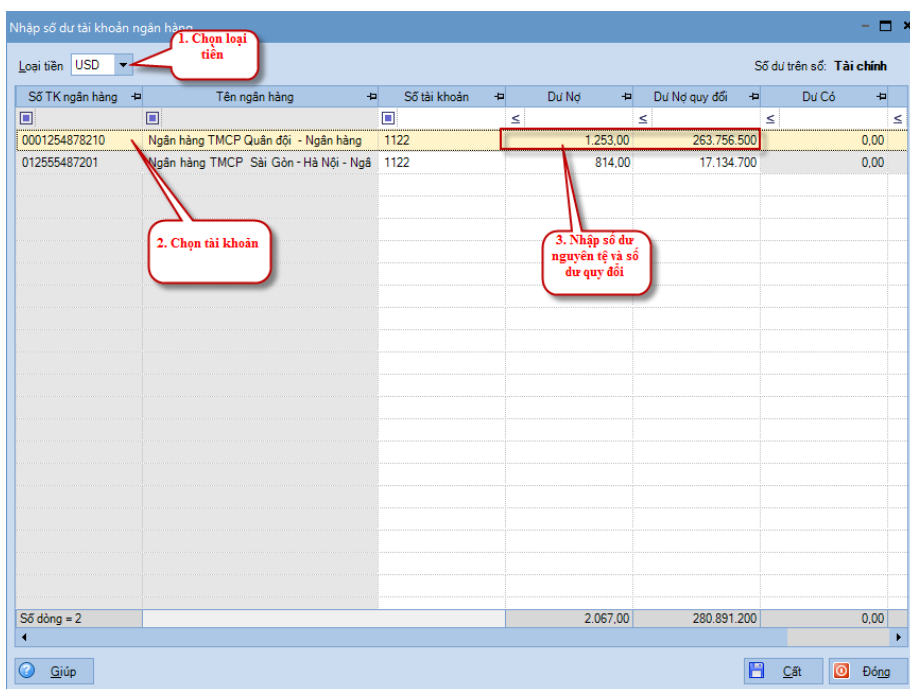 Nhập số dư tài khoản ngân hàng
1. Chọn loại
tiền
Loại tiền USD
Số dư trên sổ: Tài chính
Số TK ngân hàng Tên ngân hàng Số tài khoản Dư Nợ Dư Nợ quy đổi Dư Có
≤ ≤ ≤ ≤
0001254878210 Ngân hàng TMCP Quân đội - Ngân hàng 1122 1.253,00 263.756.500 0,00
012555487201 Ngân hàng TMCP Sài Gòn - Hà Nội - Ngâ 1122 814,00 17.134.700 0,00
2. Chọn tài khoản
3. Nhập số dư
nguyên tệ và số
dư quy đổi
Số dòng = 2 2.067,00 280.891.200 0,00
Giúp Cất Đóng